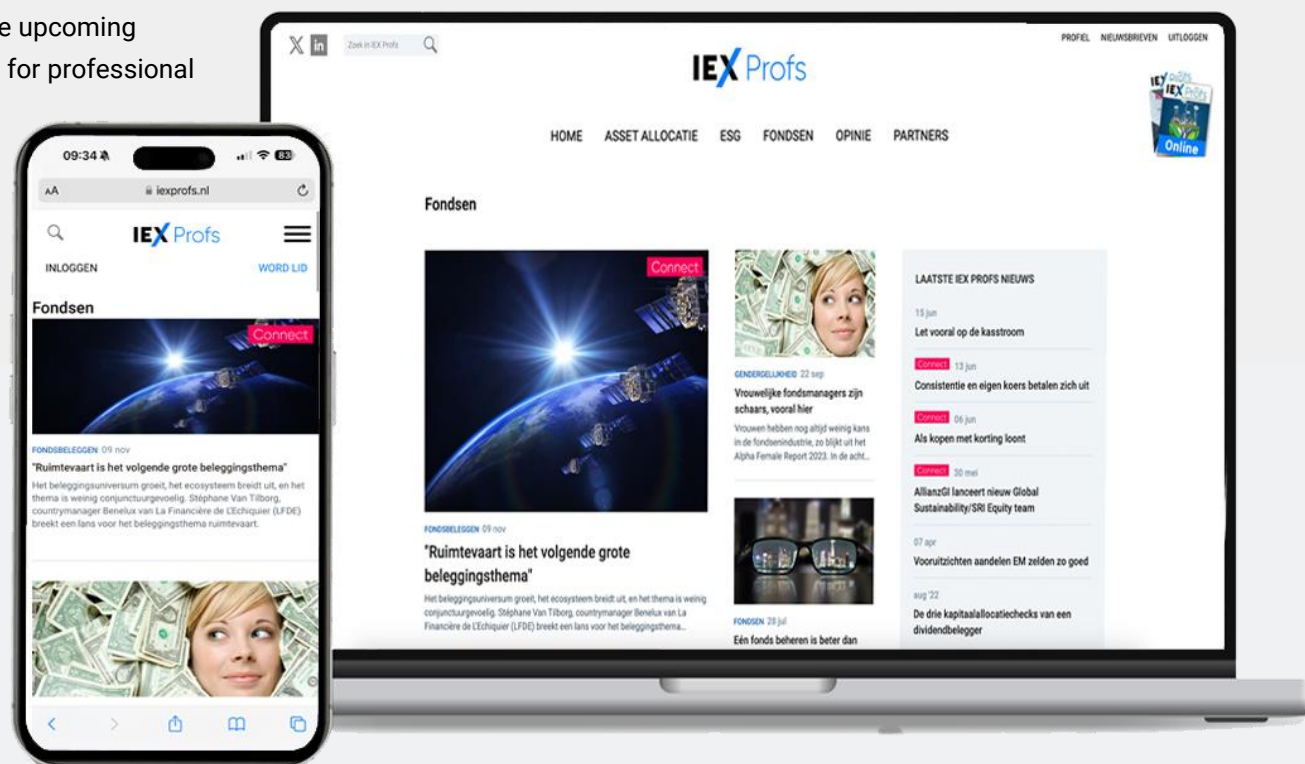 e upcoming
for professional
09:34
83
AA
iexprofs.nl
IEX Profs
INLOGGEN
WORD LID
Fondsen
Connect
FONDSBELEGGEN 09 nov
"Ruimtevaart is het volgende grote beleggingsthema"
Het beleggingsuniversum groeit, het ecosysteem breidt uit, en het
thema is weinig conjunctuurgevoelig. Stéphane Van Tilborg,
countrymanager Benelux van La Financière de L'Echiquier (LFDE)
breekt een lans voor het beleggingsthema ruimtevaart.
X in
Zoek in IEX Profs
PROFIEL NIEUWSBRIEVEN UITLOGGEN
IEX Profs
IEX Profs
Online
HOME ASSET ALLOCATIE ESG FONDSEN OPINIE PARTNERS
Fondsen
Connect
FONDSBELEGGEN 09 nov
"Ruimtevaart is het volgende grote
beleggingsthema"
Het beleggingsuniversum groeit, het ecosysteem breidt uit, en het thema is weinig
conjunctuurgevoelig. Stéphane Van Tilborg, countrymanager Benelux van La
Financière de L'Echiquier (LFDE) breekt een lans voor het beleggingsthema...
GENDERGELIJKHEID 22 sep
Vrouwelijke fondsmanagers zijn
schaars, vooral hier
Vrouwen hebben nog altijd weinig kans
in de fondsenindustrie, zo blijkt uit het
Alpha Female Report 2023. In de acht...
FONDSEN 28 jul
Eén fonds beheren is beter dan
LAATSTE IEX PROFS NIEUWS
15 jun
Let vooral op de kasstroom
Connect 13 jun
Consistentie en eigen koers betalen zich uit
Connect 06 jun
Als kopen met korting loont
Connect 30 mei
AllianzGI lanceert nieuw Global
Sustainability/SRI Equity team
07 apr
Vooruitzichten aandelen EM zelden zo goed
aug '22
De drie kapitaalallocatiechecks van een
dividendbelegger